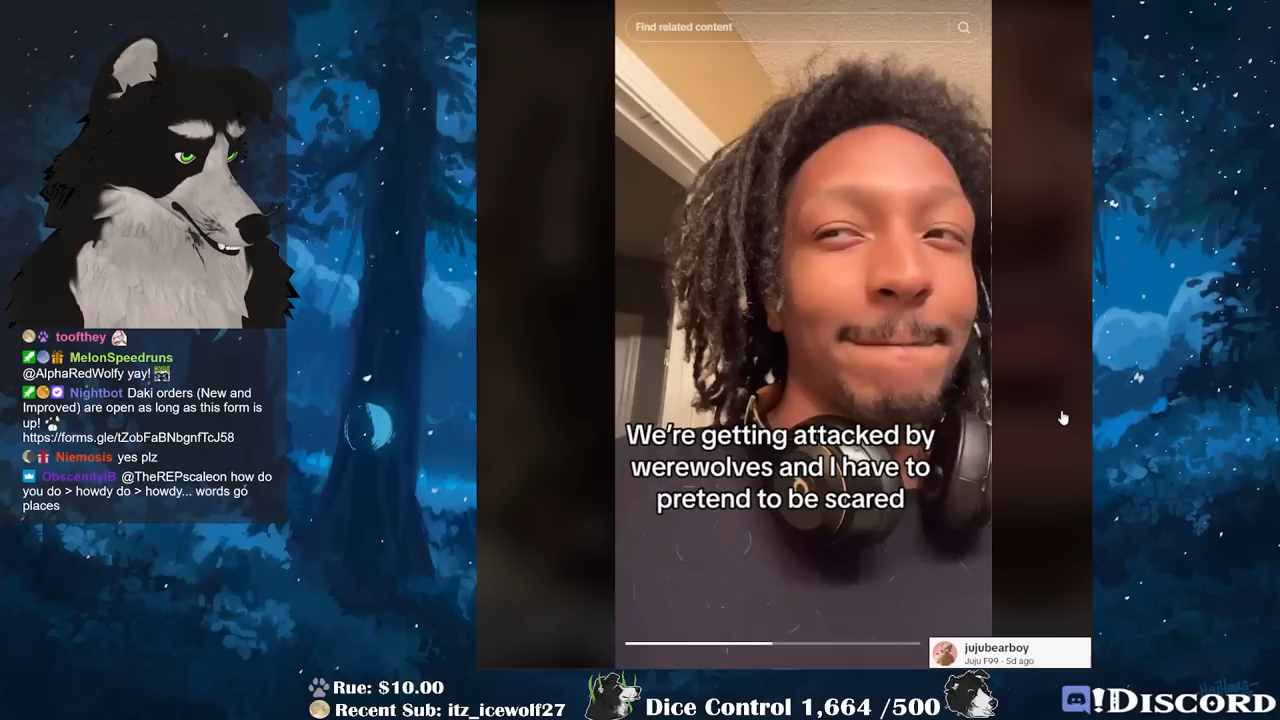 Find related content
We're getting attacked by
werewolves and I have to
pretend to be scared
jujubearboy
Juju F99 · 5d ago
toofthey
MelonSpeedruns
@AlphaRedWolfy yay!
Nightbot Daki orders (New and
Improved) are open as long as this form is
up!
https://forms.gle/tZobFaBNbgnfTcJ58
Niemosis yes plz
ObscenityIB @TheREPscaleon how do
you do > howdy do > howdy... words go
places
Rue: $10.00
Recent Sub: itz_icewolf27
Dice Control 1,664 /500
!Discord